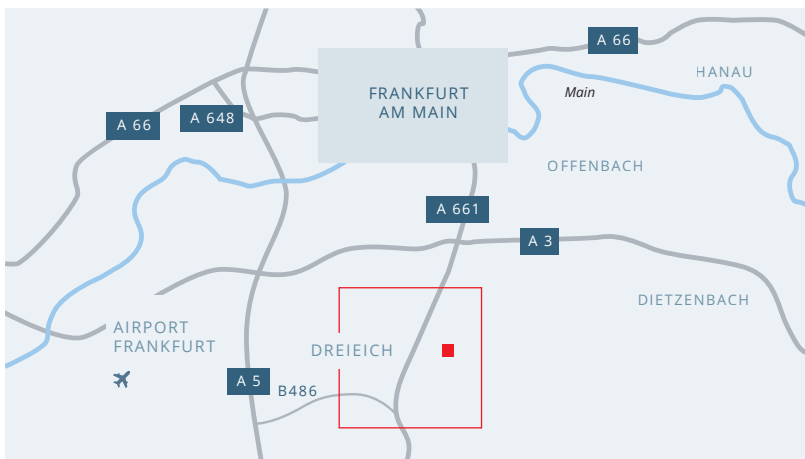 A 66
HANAU
FRANKFURT
AM MAIN
Main
A 66
A 648
OFFENBACH
A 661
A 3
DIETZENBACH
AIRPORT
FRANKFURT
DREIEICH
A 5
B486